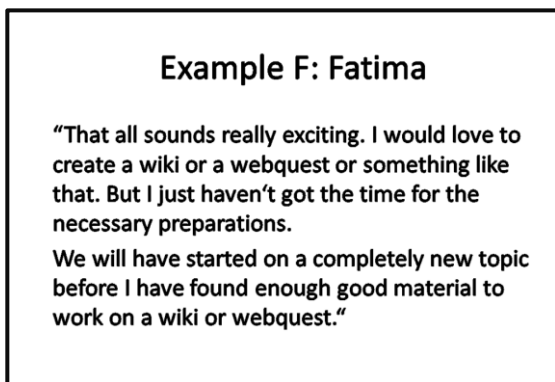 Example F: Fatima
“That all sounds really exciting. I would love to
create a wiki or a webquest or something like
that. But I just haven‘t got the time for the
necessary preparations.
We will have started on a completely new topic
before I have found enough good material to
work on a wiki or webquest.“